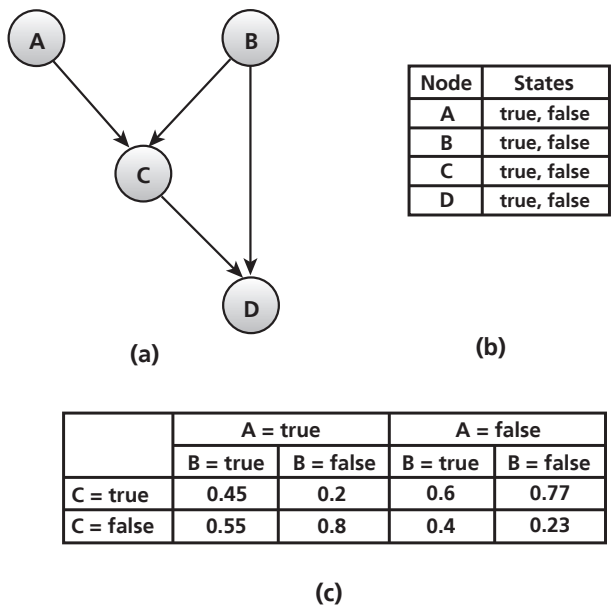 A
B
C
D
(a)
Node States
A true, false
B true, false
C true, false
D true, false
(b)
A = true A = false
B = true B = false B = true B = false
C = true 0.45 0.2 0.6 0.77
C = false 0.55 0.8 0.4 0.23
(c)